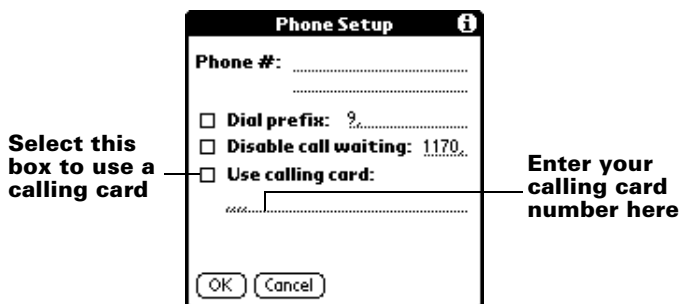 Phone Setup
Phone #:
Dial prefix: 9,
Disable call waiting: 1170,
Use calling card:
,,,,
OK Cancel
Select this
box to use a
calling card
Enter your
calling card
number here